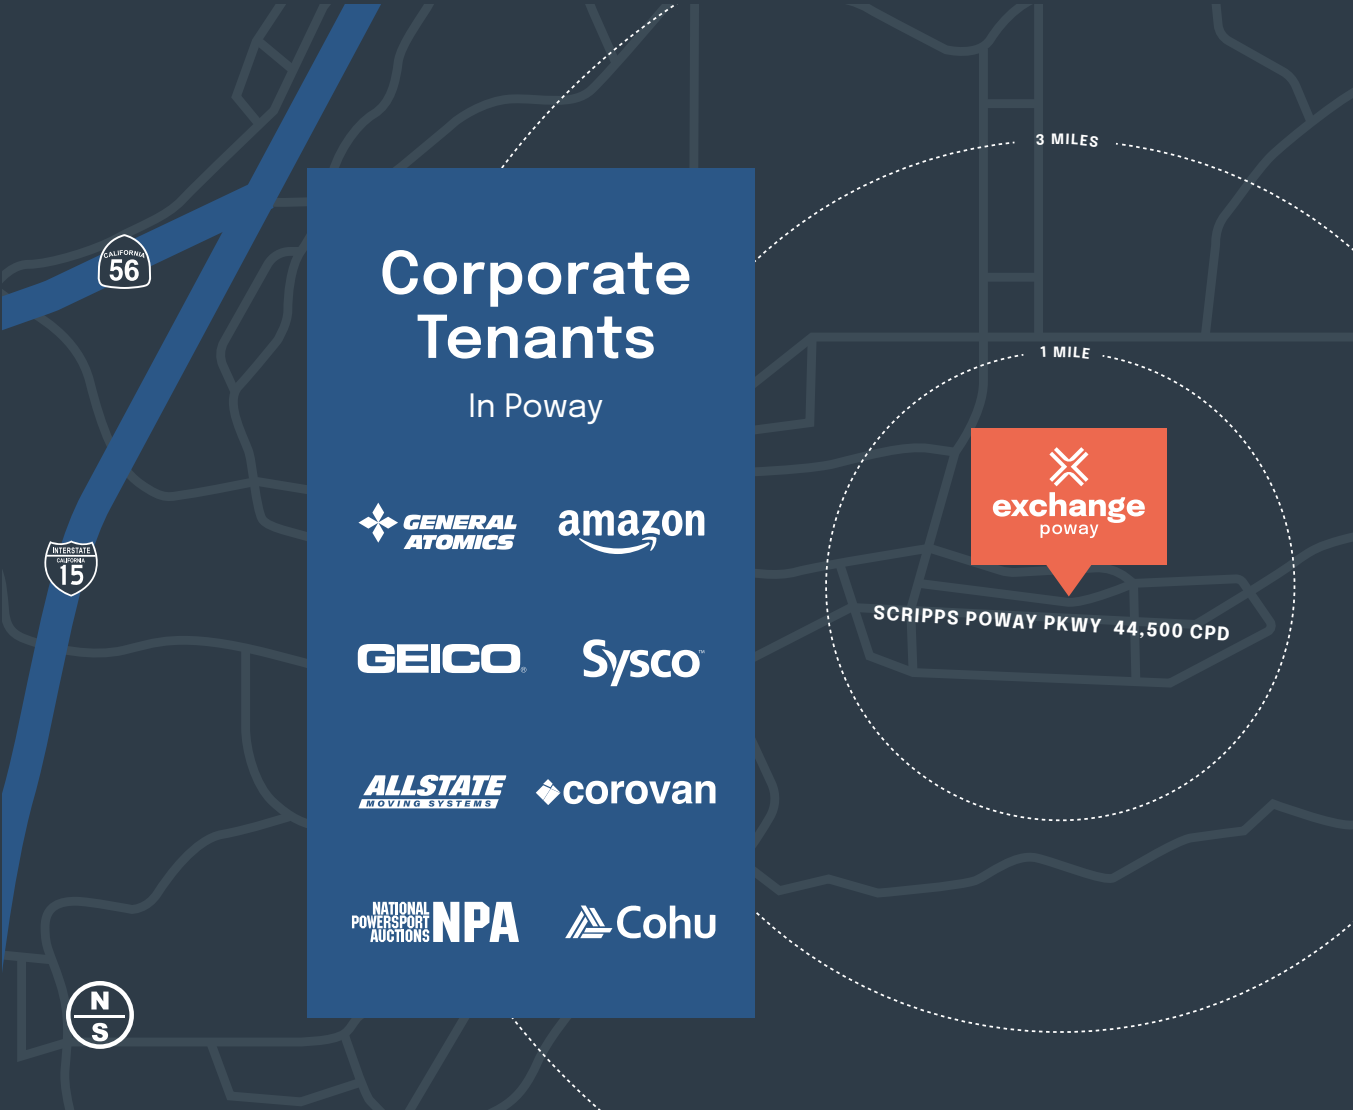 3 MILES
CALIFORNIA
56
Corporate
Tenants
In Poway
1 MILE
GENERAL
ATOMICS
amazon
exchange
poway
INTERSTATE
CALIFORNIA
15
SCRIPPS POWAY PKWY 44,500 CPD
GEICO®
Sysco™
ALLSTATE
MOVING SYSTEMS
corovan
NATIONAL
POWERSPORT
AUCTIONS
NPA
Cohu
N
S